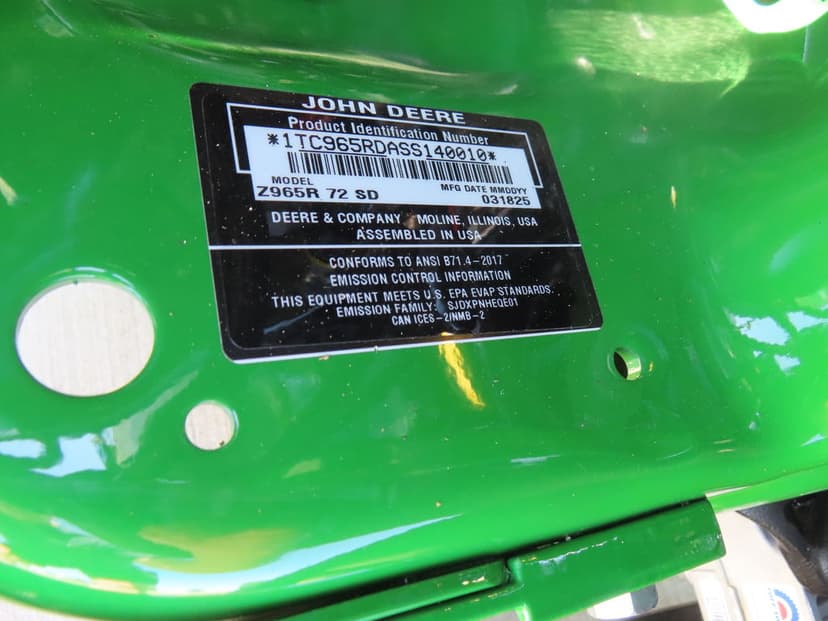 JOHN DEERE
Product Identification Number
*1TC965RDASS140010*
MODEL
MFG DATE MMDDYY
Z965R 72 SD
031825
DEERE & COMPANY MOLINE, ILLINOIS, USA
ASSEMBLED IN USA
CONFORMS TO ANSI B71.4-2017
EMISSION CONTROL INFORMATION
THIS EQUIPMENT MEETS U.S. EPA EVAP STANDARDS.
EMISSION FAMILY: SJDXPNHEQE01
CAN ICES-2/NMB-2